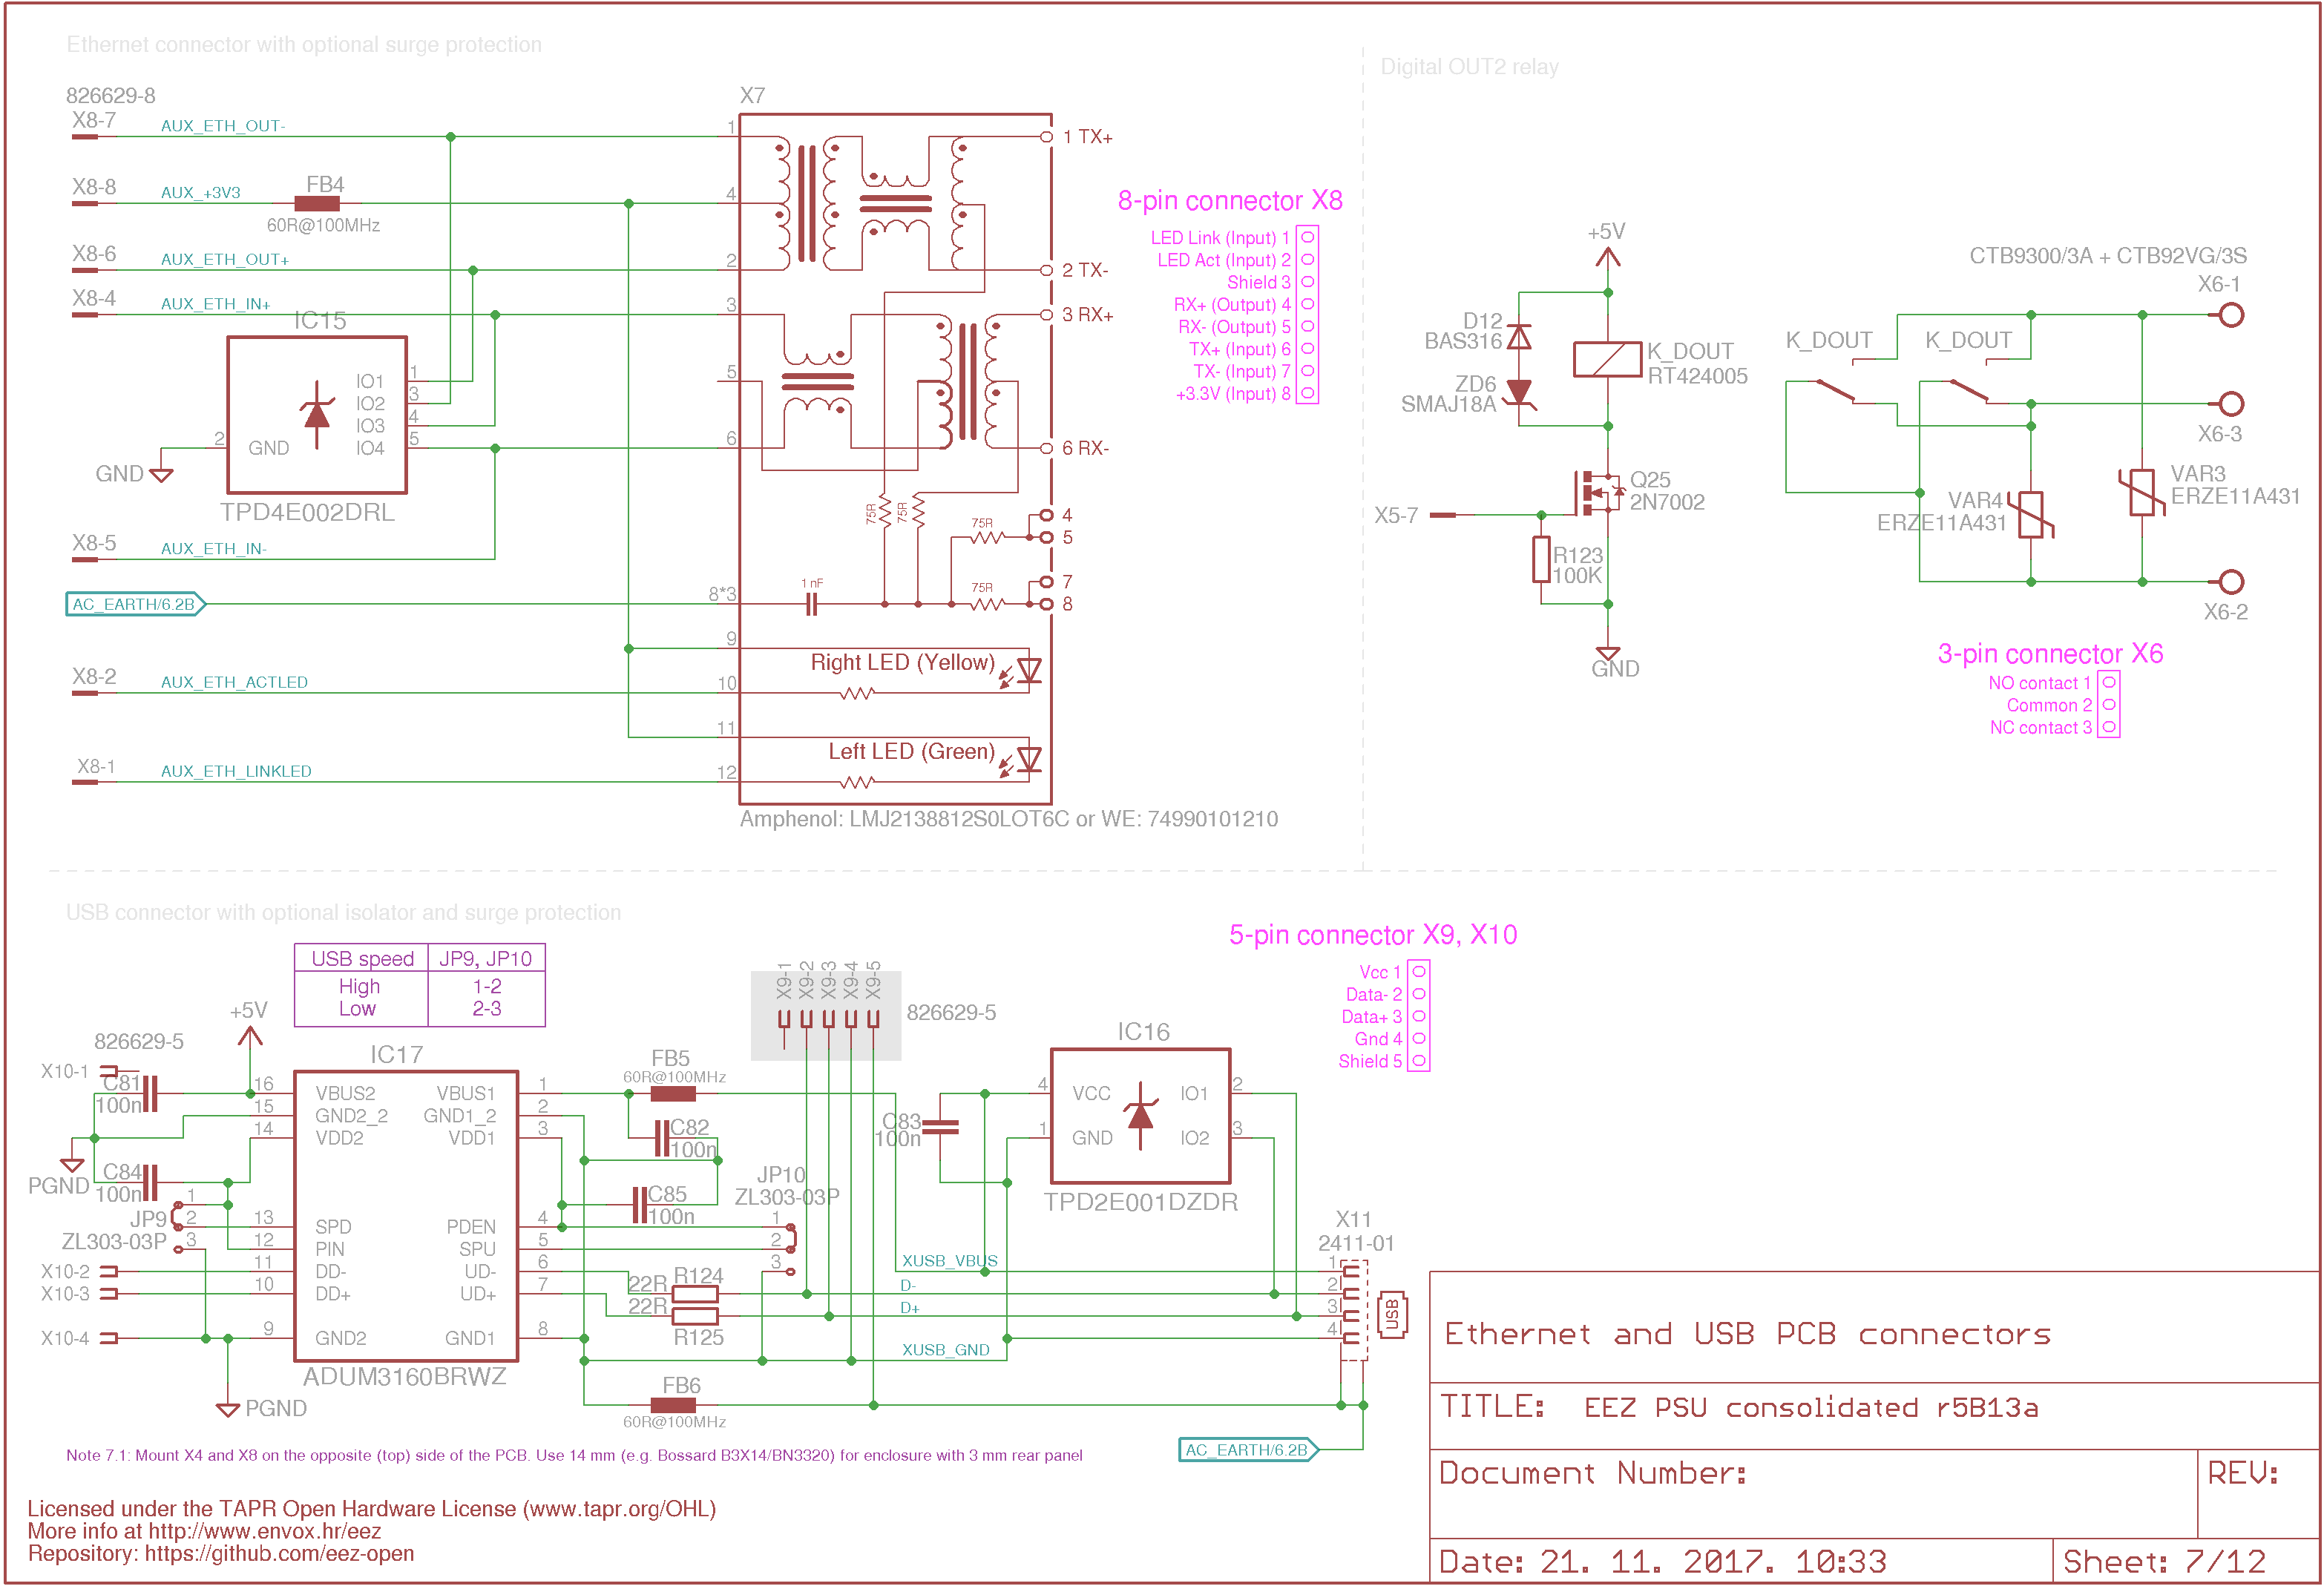 Ethernet connector with optional surge protection
826629-8
X8-7
AUX_ETH_OUT-
X8-8
AUX_+3V3
FB4
60R@100MHz
X8-6
AUX_ETH_OUT+
X8-4
AUX_ETH_IN+
IC15
IO1
IO2
IO3
IO4
1
3
4
5
2
GND
GND
TPD4E002DRL
X8-5
AUX_ETH_IN-
AC_EARTH/6.2B
X8-2
AUX_ETH_ACTLED
X8-1
AUX_ETH_LINKLED
X7
1
4
2
3
5
6
8*3
9
10
11
12
1 TX+
2 TX-
3 RX+
6 RX-
4
5
7
8
75R
75R
75R
75R
1 nF
Right LED (Yellow)
Left LED (Green)
Amphenol: LMJ2138812S0LOT6C or WE: 74990101210
8-pin connector X8
LED Link (Input) 1
LED Act (Input) 2
Shield 3
RX+ (Output) 4
RX- (Output) 5
TX+ (Input) 6
TX- (Input) 7
+3.3V (Input) 8
Digital OUT2 relay
+5V
D12
BAS316
ZD6
SMAJ18A
K_DOUT
RT424005
X5-7
Q25
2N7002
R123
100K
GND
CTB9300/3A + CTB92VG/3S
X6-1
K_DOUT
K_DOUT
X6-3
VAR3
ERZE11A431
VAR4
ERZE11A431
X6-2
3-pin connector X6
NO contact 1
Common 2
NC contact 3
USB connector with optional isolator and surge protection
USB speed JP9, JP10
High 1-2
Low 2-3
+5V
826629-5
X10-1
C81
100n
PGND
C84
100n
JP9
ZL303-03P
1
2
3
X10-2
X10-3
X10-4
PGND
IC17
16
15
14
13
12
11
10
9
VBUS2
GND2_2
VDD2
SPD
PIN
DD-
DD+
GND2
VBUS1
GND1_2
VDD1
PDEN
SPU
UD-
UD+
GND1
1
2
3
4
5
6
7
8
ADUM3160BRWZ
FB5
60R@100MHz
C82
100n
C85
100n
JP10
ZL303-03P
1
2
3
22R
R124
22R
R125
FB6
60R@100MHz
X9-1
X9-2
X9-3
X9-4
X9-5
826629-5
C83
100n
IC16
4
1
VCC
GND
IO1
IO2
2
3
TPD2E001DZDR
XUSB_VBUS
D-
D+
XUSB_GND
5-pin connector X9, X10
Vcc 1
Data- 2
Data+ 3
Gnd 4
Shield 5
X11
2411-01
1
2
3
4
USB
AC_EARTH/6.2B
Note 7.1: Mount X4 and X8 on the opposite (top) side of the PCB. Use 14 mm (e.g. Bossard B3X14/BN3320) for enclosure with 3 mm rear panel
Licensed under the TAPR Open Hardware License (www.tapr.org/OHL)
More info at http://www.envox.hr/eez
Repository: https://github.com/eez-open
Ethernet and USB PCB connectors
TITLE: EEZ PSU consolidated r5B13a
Document Number:
REV:
Date: 21. 11. 2017. 10:33
Sheet: 7/12